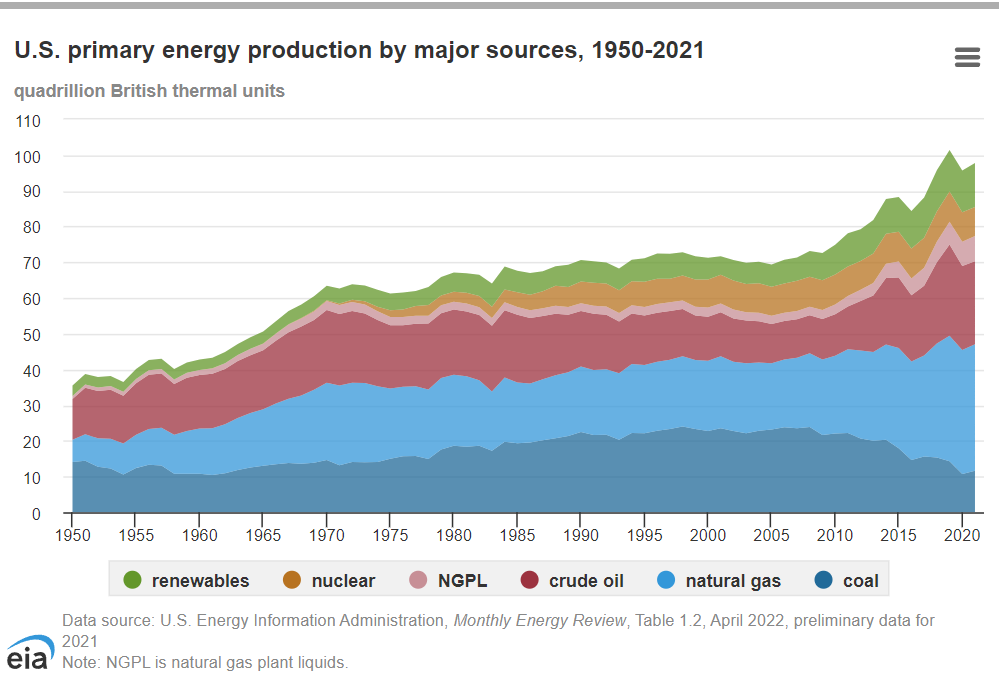 U.S. primary energy production by major sources, 1950-2021
quadrillion British thermal units
110
100
90
80
70
60
50
40
30
20
10
0
1950 1955 1960 1965 1970 1975 1980 1985 1990 1995 2000 2005 2010 2015 2020
renewables nuclear NGPL crude oil natural gas coal
Data source: U.S. Energy Information Administration, Monthly Energy Review, Table 1.2, April 2022, preliminary data for
2021
Note: NGPL is natural gas plant liquids.
eia